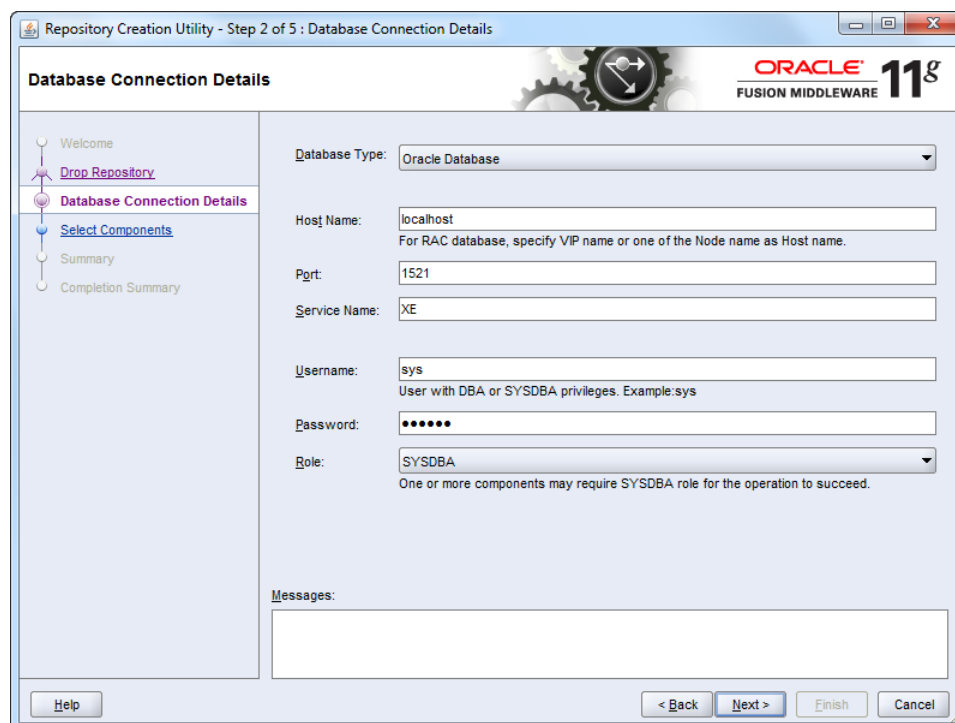 Repository Creation Utility - Step 2 of 5 : Database Connection Details
Database Connection Details
ORACLE
FUSION MIDDLEWARE 11g
Welcome
Drop Repository
Database Connection Details
Select Components
Summary
Completion Summary
Database Type: Oracle Database
Host Name: localhost
For RAC database, specify VIP name or one of the Node name as Host name.
Port: 1521
Service Name: XE
Username: sys
User with DBA or SYSDBA privileges. Example:sys
Password: ●●●●●●
Role: SYSDBA
One or more components may require SYSDBA role for the operation to succeed.
Messages:
Help < Back Next > Finish Cancel